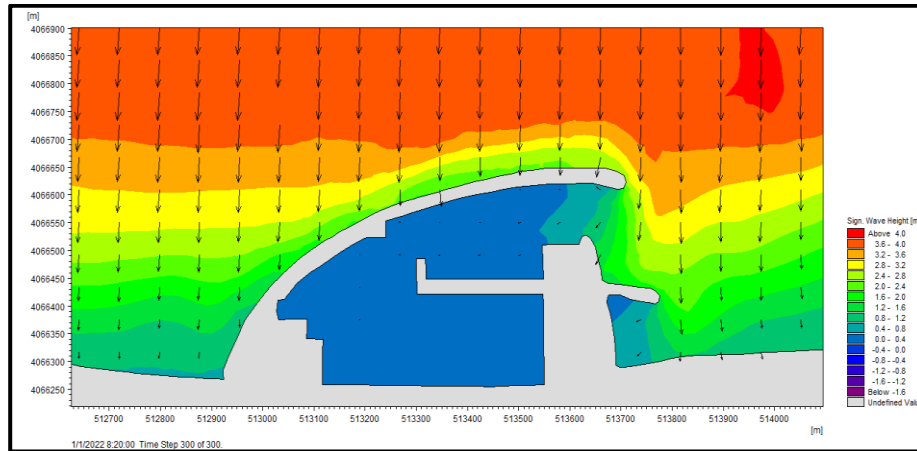 [m]
4066900
4066850
4066800
4066750
4066700
4066650
4066600
4066550
4066500
4066450
4066400
4066350
4066300
4066250
512700 512800 512900 513000 513100 513200 513300 513400 513500 513600 513700 513800 513900 514000
[m]
1/1/2022 8:20:00 Time Step 300 of 300.
Sign. Wave Height [m
Above 4.0
3.6 - 4.0
3.2 - 3.6
2.8 - 3.2
2.4 - 2.8
2.0 - 2.4
1.6 - 2.0
1.2 - 1.6
0.8 - 1.2
0.4 - 0.8
0.0 - 0.4
-0.4 - 0.0
-0.8 - -0.4
-1.2 - -0.8
-1.6 - -1.2
Below -1.6
Undefined Valu